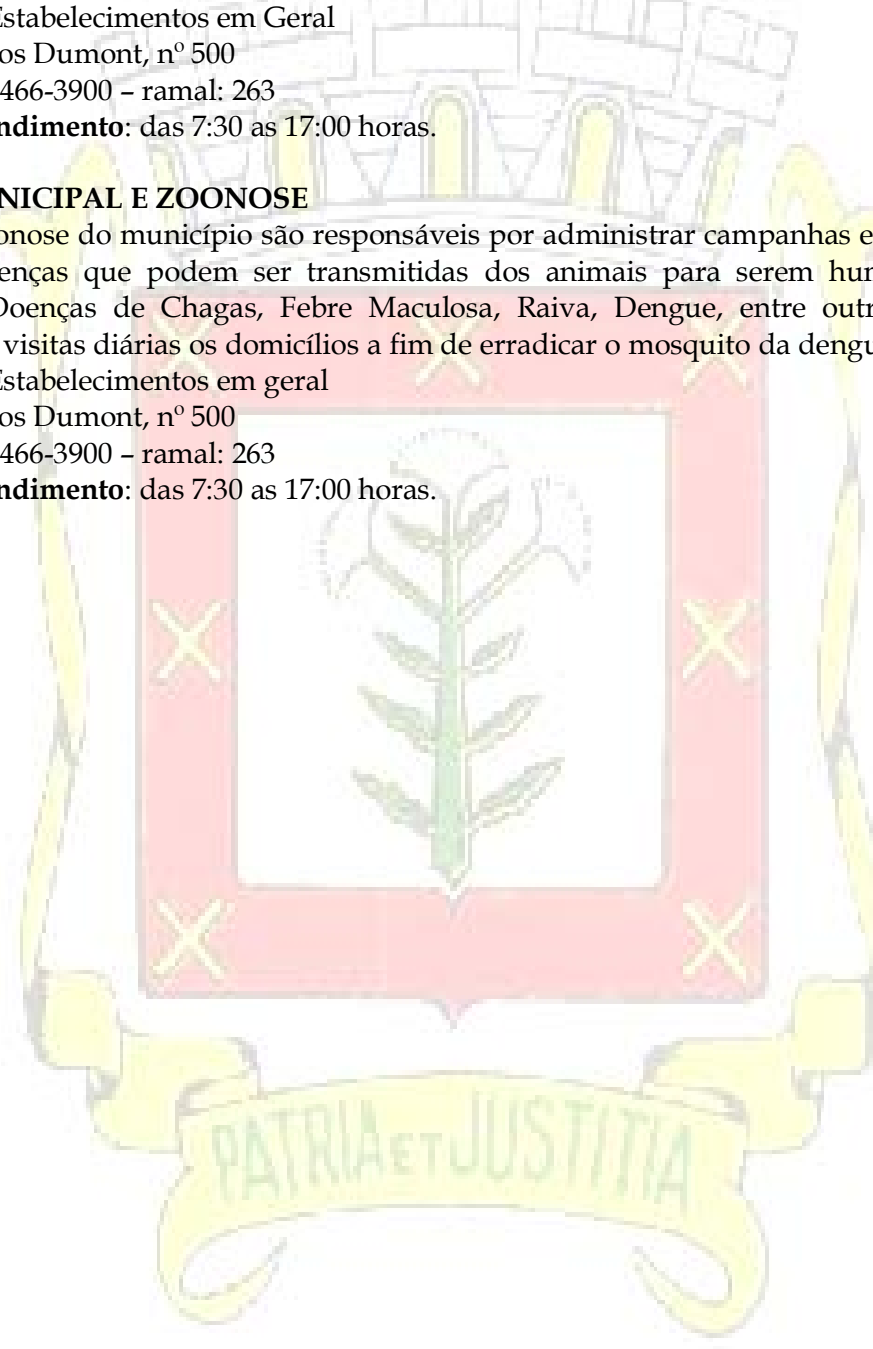 Estabelecimentos em Geral
os Dumont, nº 500
466-3900 – ramal: 263
ndimento: das 7:30 as 17:00 horas.
NICIPAL E ZOONOSE
onose do município são responsáveis por administrar campanhas e
enças que podem ser transmitidas dos animais para serem hum
Doenças de Chagas, Febre Maculosa, Raiva, Dengue, entre outr
visitas diárias os domicílios a fim de erradicar o mosquito da dengu
Estabelecimentos em geral
os Dumont, nº 500
466-3900 – ramal: 263
ndimento: das 7:30 as 17:00 horas.
PATRIA ET JUSTITIA